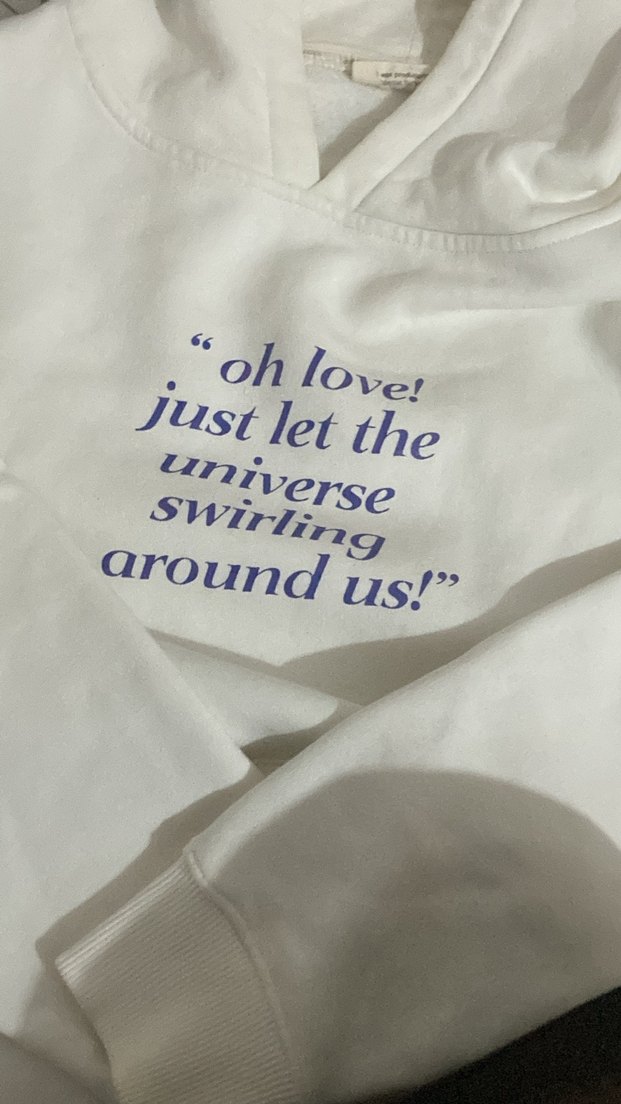 “ oh love!
just let the
universe
swirling
around us!”